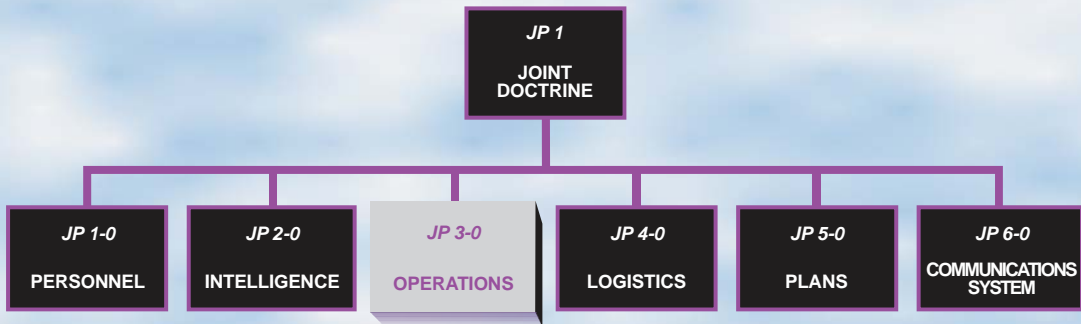 JP 1
JOINT
DOCTRINE
JP 1-0
PERSONNEL
JP 2-0
INTELLIGENCE
JP 3-0
OPERATIONS
JP 4-0
LOGISTICS
JP 5-0
PLANS
JP 6-0
COMMUNICATIONS
SYSTEM